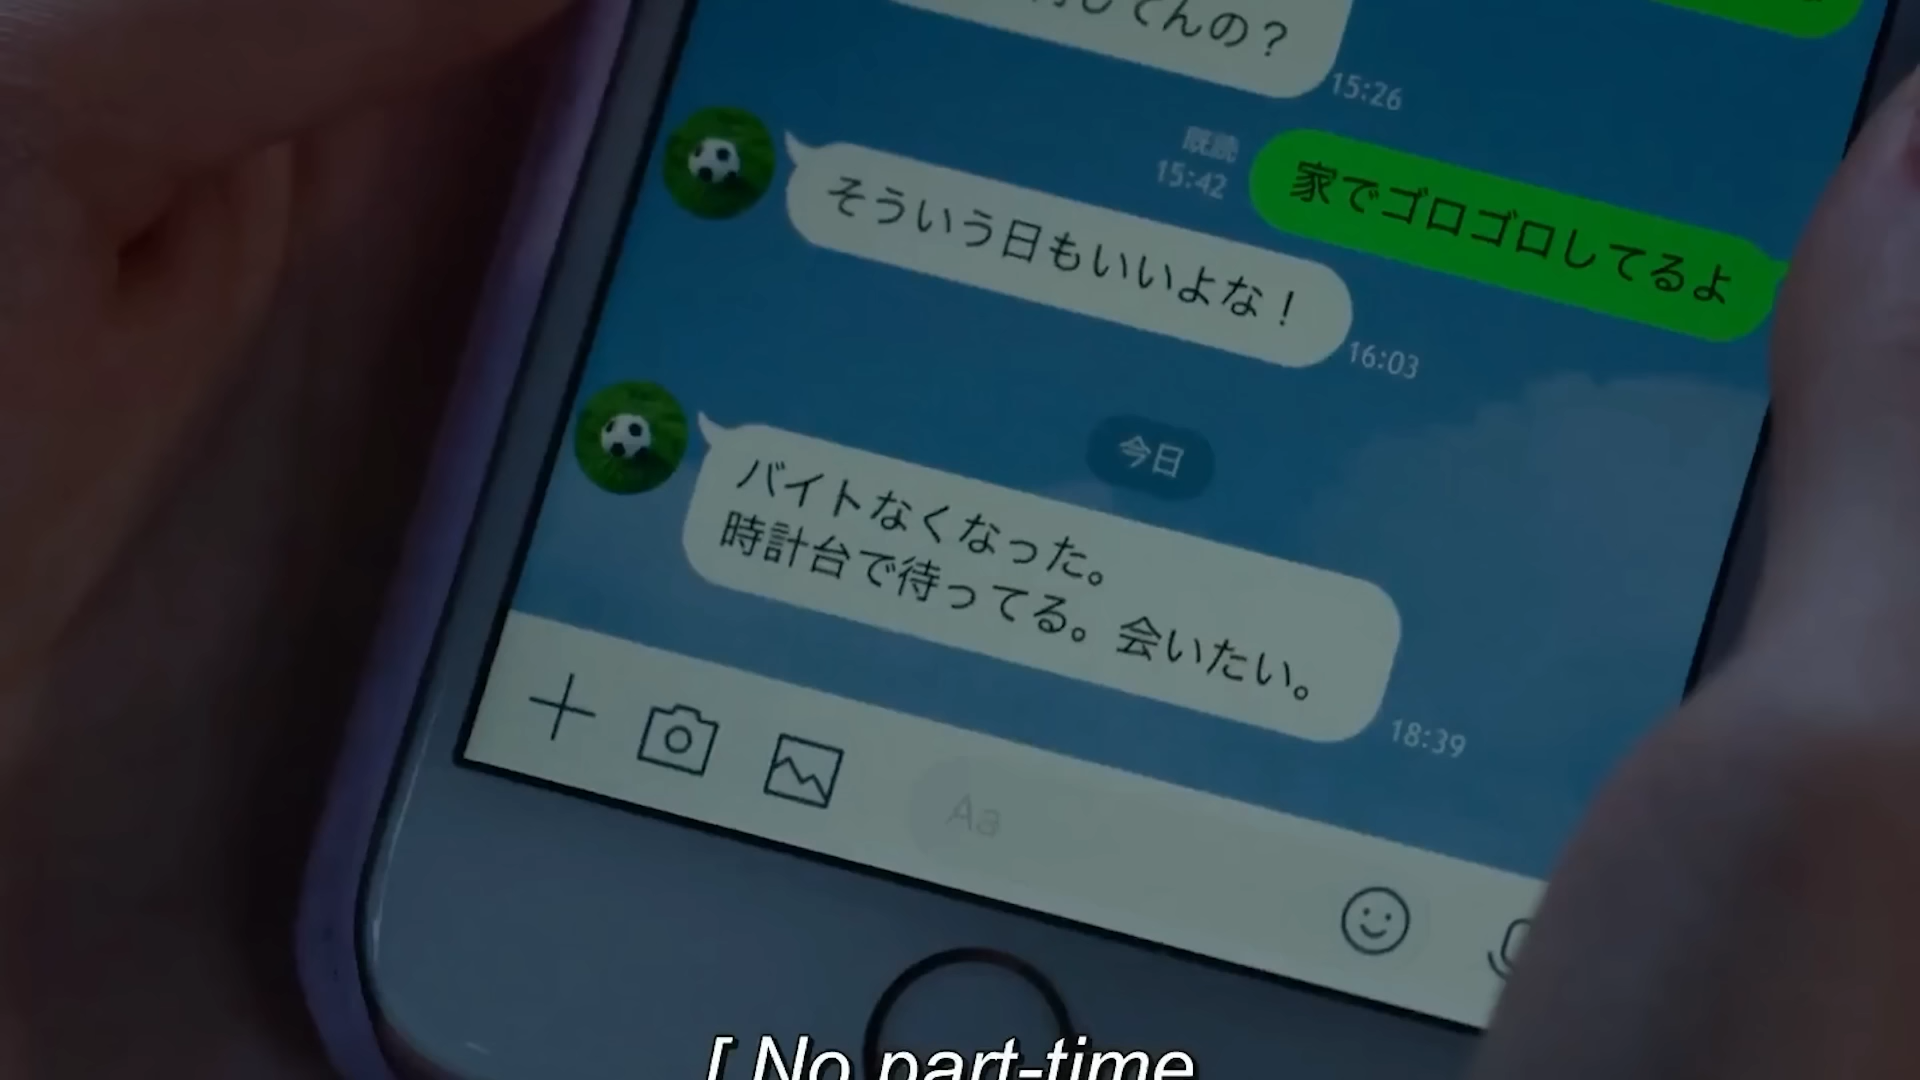 してんの？
15:26
既読
15:42
家でゴロゴロしてるよ
そういう日もいいよな！
16:03
今日
バイトなくなった。
時計台で待ってる。会いたい。
18:39
Aa
[ No part-time